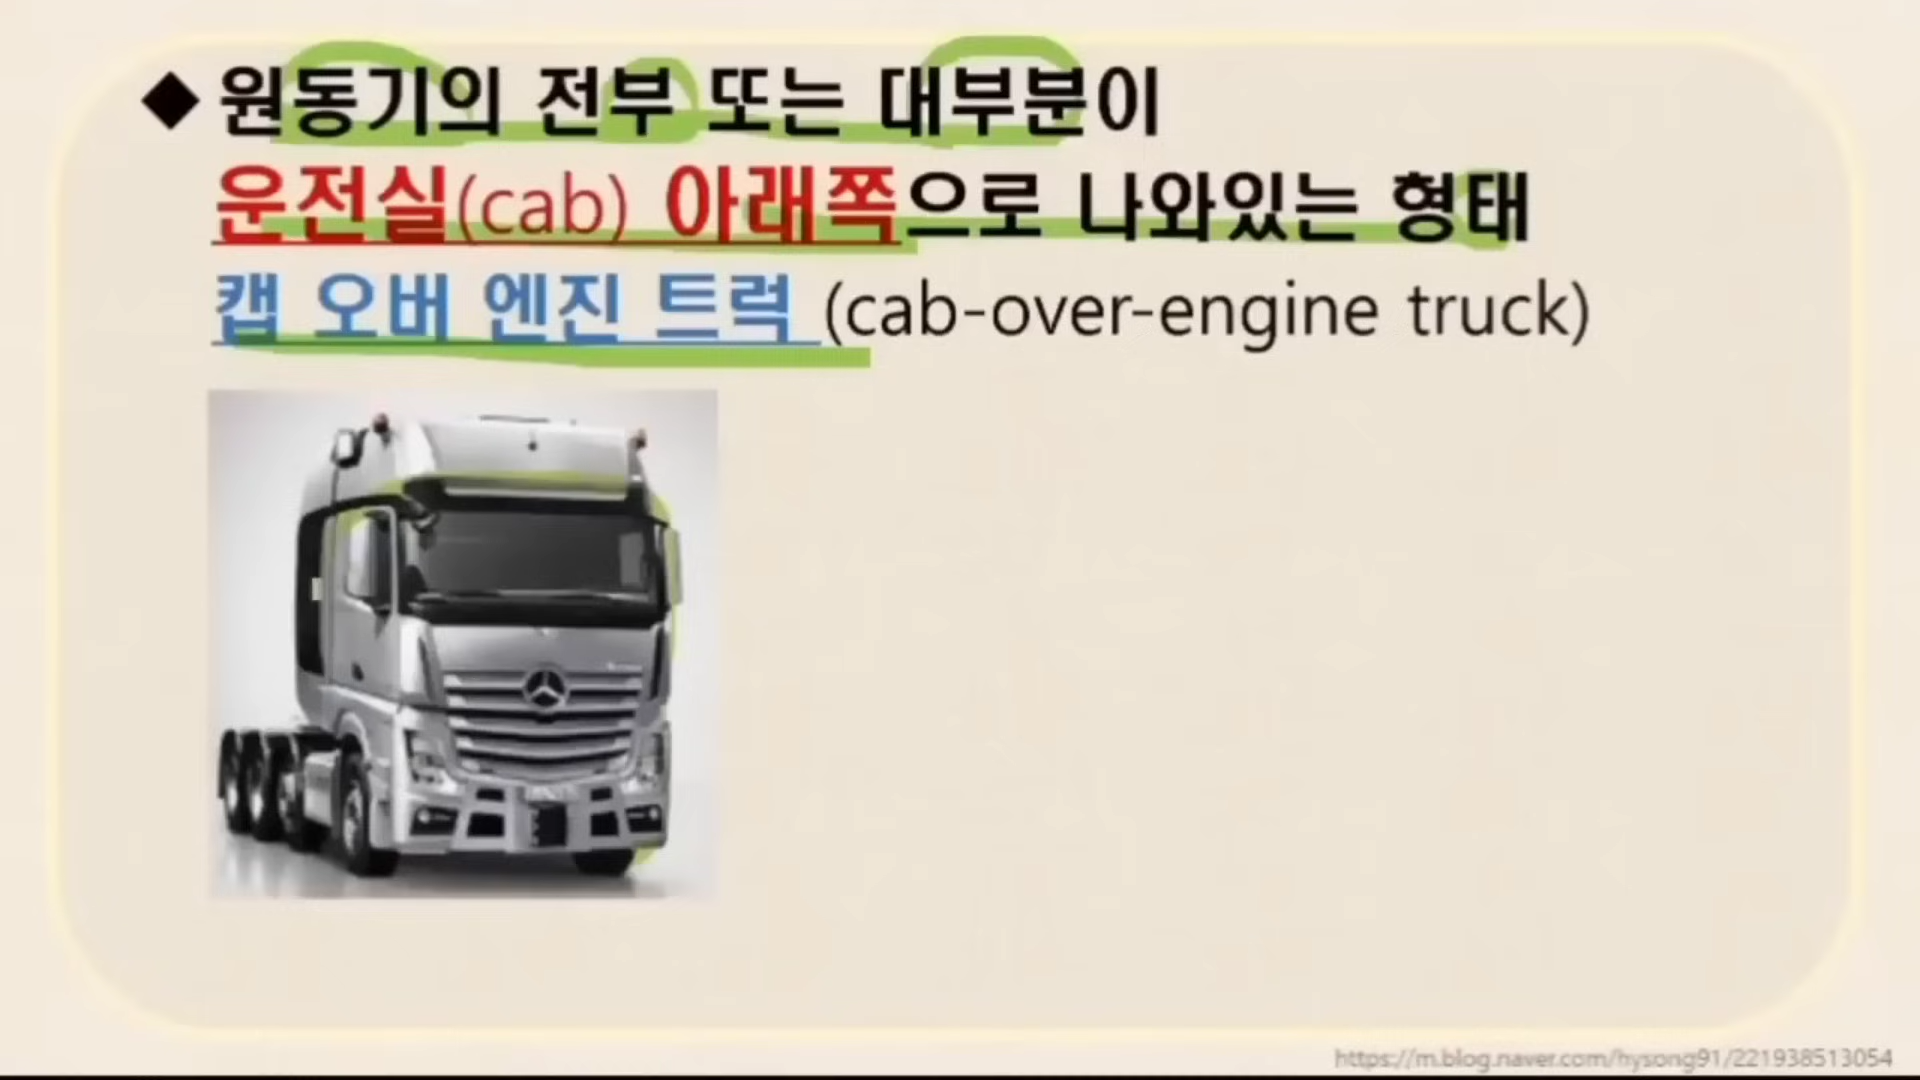 ◆ 원동기의 전부 또는 대부분이
운전실(cab) 아래쪽으로 나와있는 형태
캡 오버 엔진 트럭 (cab-over-engine truck)
https://m.blog.naver.com/hysong91/221938513054